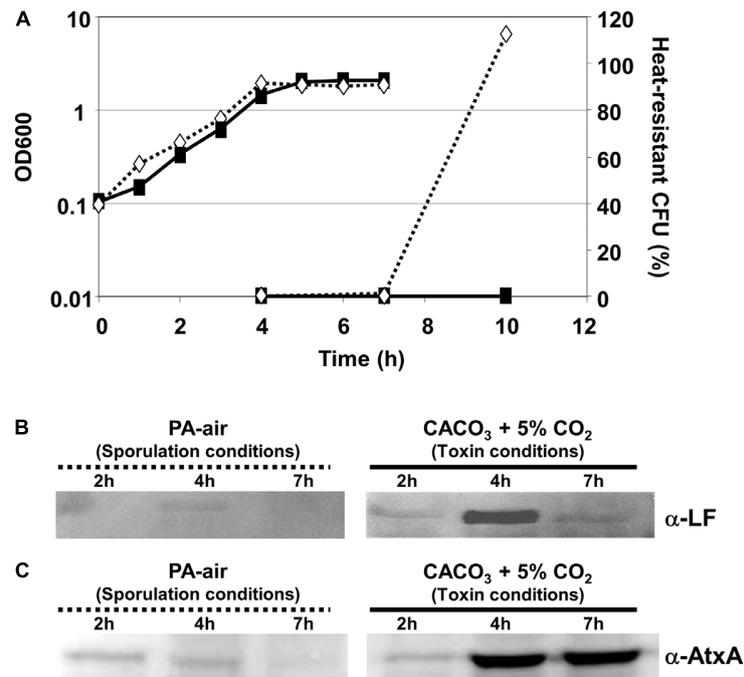 A
10
1
0.1
0.01
OD600
120
100
80
60
40
20
0
Heat-resistant CFU (%)
0 2 4 6 8 10 12
Time (h)
B
PA-air
(Sporulation conditions)
2h 4h 7h
CACO3 + 5% CO2
(Toxin conditions)
2h 4h 7h
α-LF
C
PA-air
(Sporulation conditions)
2h 4h 7h
CACO3 + 5% CO2
(Toxin conditions)
2h 4h 7h
α-AtxA